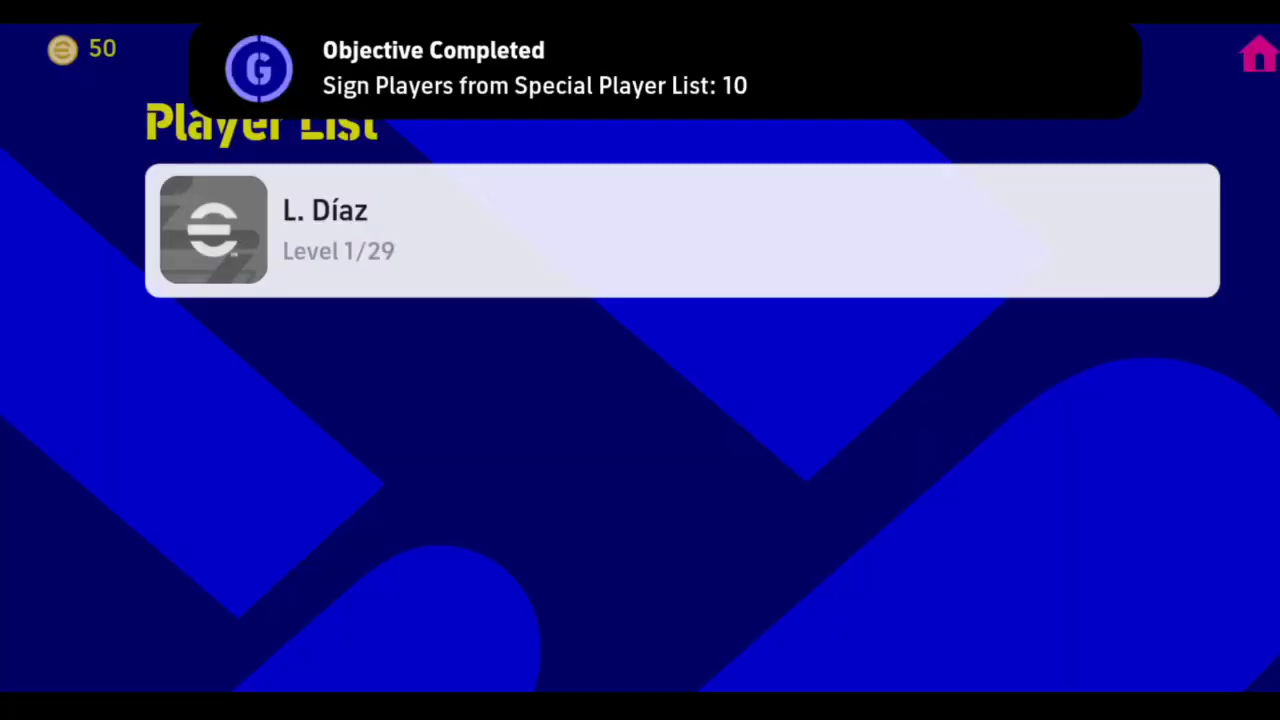 50
Objective Completed
Sign Players from Special Player List: 10
Player List
L. Díaz
Level 1/29